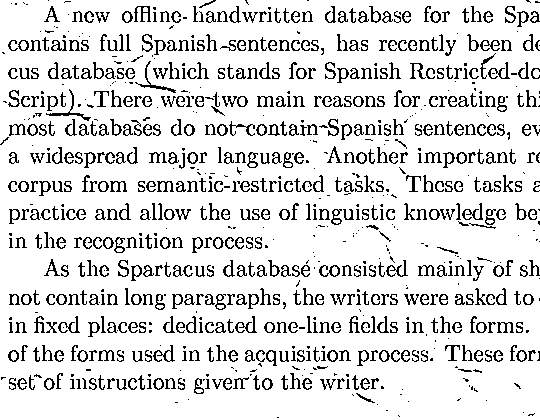 A new offline handwritten database for the Spa
contains full Spanish sentences, has recently been de
cus database (which stands for Spanish Restricted-do
Script). There were two main reasons for creating thi
most databases do not contain Spanish sentences, ev
a widespread major language. Another important re
corpus from semantic-restricted tasks. These tasks a
practice and allow the use of linguistic knowledge bey
in the recognition process.
As the Spartacus database consisted mainly of sh
not contain long paragraphs, the writers were asked to
in fixed places: dedicated one-line fields in the forms.
of the forms used in the acquisition process. These for
set of instructions given to the writer.